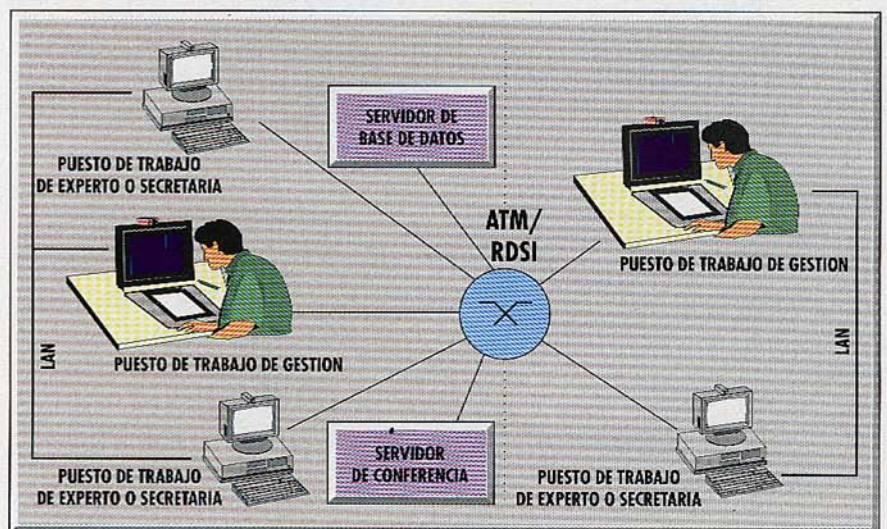 PUESTO DE TRABAJO
DE EXPERTO O SECRETARIA
SERVIDOR DE
BASE DE DATOS
ATM/
RDSI
PUESTO DE TRABAJO DE GESTION
PUESTO DE TRABAJO DE GESTION
LAN
LAN
PUESTO DE TRABAJO
DE EXPERTO O SECRETARIA
SERVIDOR
DE CONFERENCIA
PUESTO DE TRABAJO
DE EXPERTO O SECRETARIA